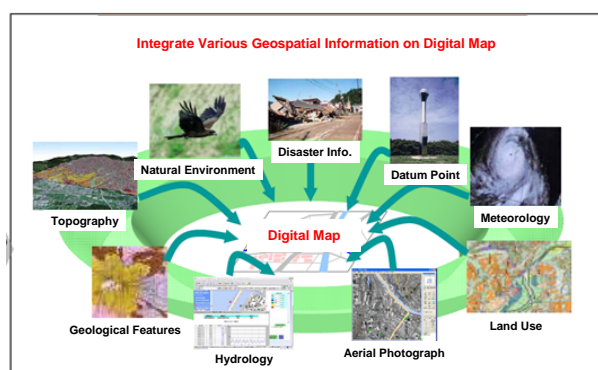 Integrate Various Geospatial Information on Digital Map
Disaster Info.
Natural Environment
Datum Point
Topography
Meteorology
Digital Map
Geological Features
Land Use
Hydrology
Aerial Photograph